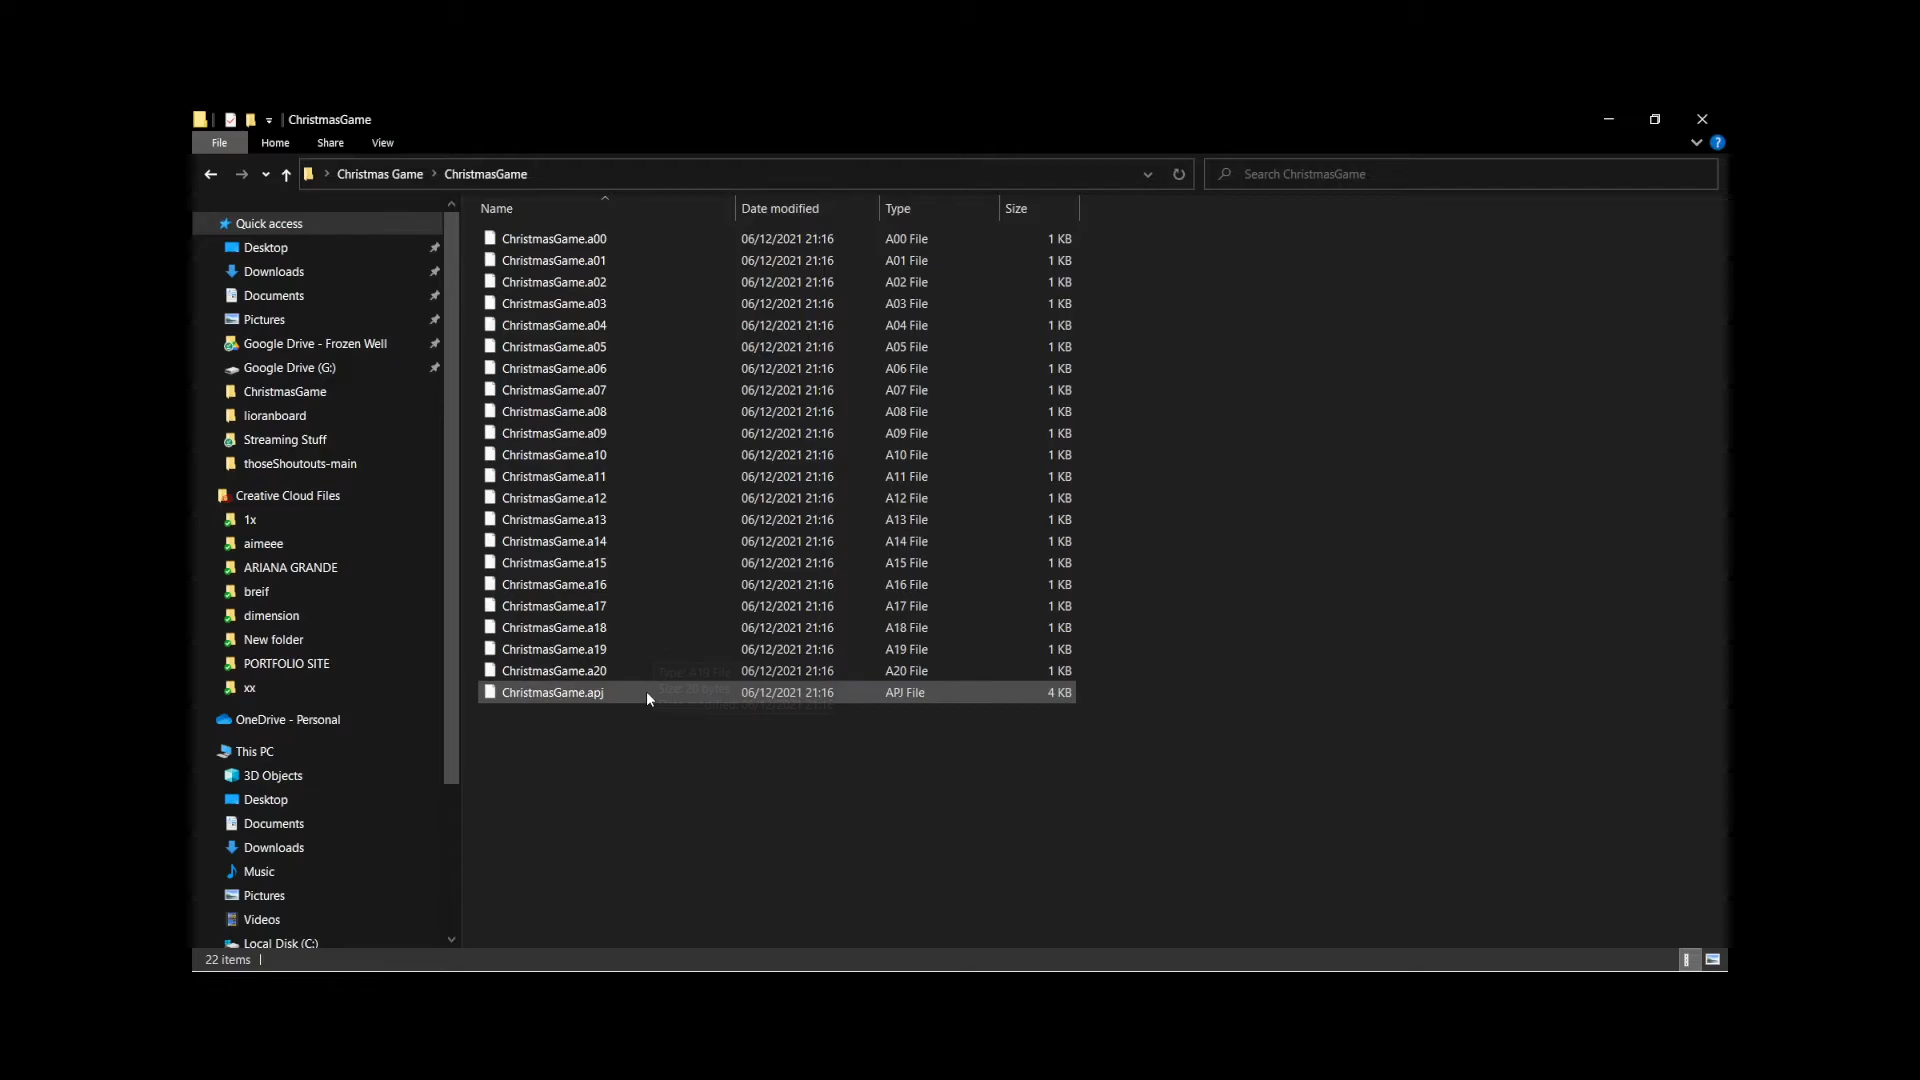 ChristmasGame
File Home Share View
Christmas Game ChristmasGame Search ChristmasGame
Name Date modified Type Size
Quick access
Desktop
Downloads
Documents
Pictures
Google Drive - Frozen Well
Google Drive (G:)
ChristmasGame
lioranboard
Streaming Stuff
thoseShoutouts-main
Creative Cloud Files
1x
aimeee
ARIANA GRANDE
breif
dimension
New folder
PORTFOLIO SITE
xx
OneDrive - Personal
This PC
3D Objects
Desktop
Documents
Downloads
Music
Pictures
Videos
Local Disk (C:)
ChristmasGame.a00 06/12/2021 21:16 A00 File 1 KB
ChristmasGame.a01 06/12/2021 21:16 A01 File 1 KB
ChristmasGame.a02 06/12/2021 21:16 A02 File 1 KB
ChristmasGame.a03 06/12/2021 21:16 A03 File 1 KB
ChristmasGame.a04 06/12/2021 21:16 A04 File 1 KB
ChristmasGame.a05 06/12/2021 21:16 A05 File 1 KB
ChristmasGame.a06 06/12/2021 21:16 A06 File 1 KB
ChristmasGame.a07 06/12/2021 21:16 A07 File 1 KB
ChristmasGame.a08 06/12/2021 21:16 A08 File 1 KB
ChristmasGame.a09 06/12/2021 21:16 A09 File 1 KB
ChristmasGame.a10 06/12/2021 21:16 A10 File 1 KB
ChristmasGame.a11 06/12/2021 21:16 A11 File 1 KB
ChristmasGame.a12 06/12/2021 21:16 A12 File 1 KB
ChristmasGame.a13 06/12/2021 21:16 A13 File 1 KB
ChristmasGame.a14 06/12/2021 21:16 A14 File 1 KB
ChristmasGame.a15 06/12/2021 21:16 A15 File 1 KB
ChristmasGame.a16 06/12/2021 21:16 A16 File 1 KB
ChristmasGame.a17 06/12/2021 21:16 A17 File 1 KB
ChristmasGame.a18 06/12/2021 21:16 A18 File 1 KB
ChristmasGame.a19 06/12/2021 21:16 A19 File 1 KB
ChristmasGame.a20 06/12/2021 21:16 A20 File 1 KB
ChristmasGame.apj 06/12/2021 21:16 APJ File 4 KB
Type: A19 File
Size: 20 bytes
22 items